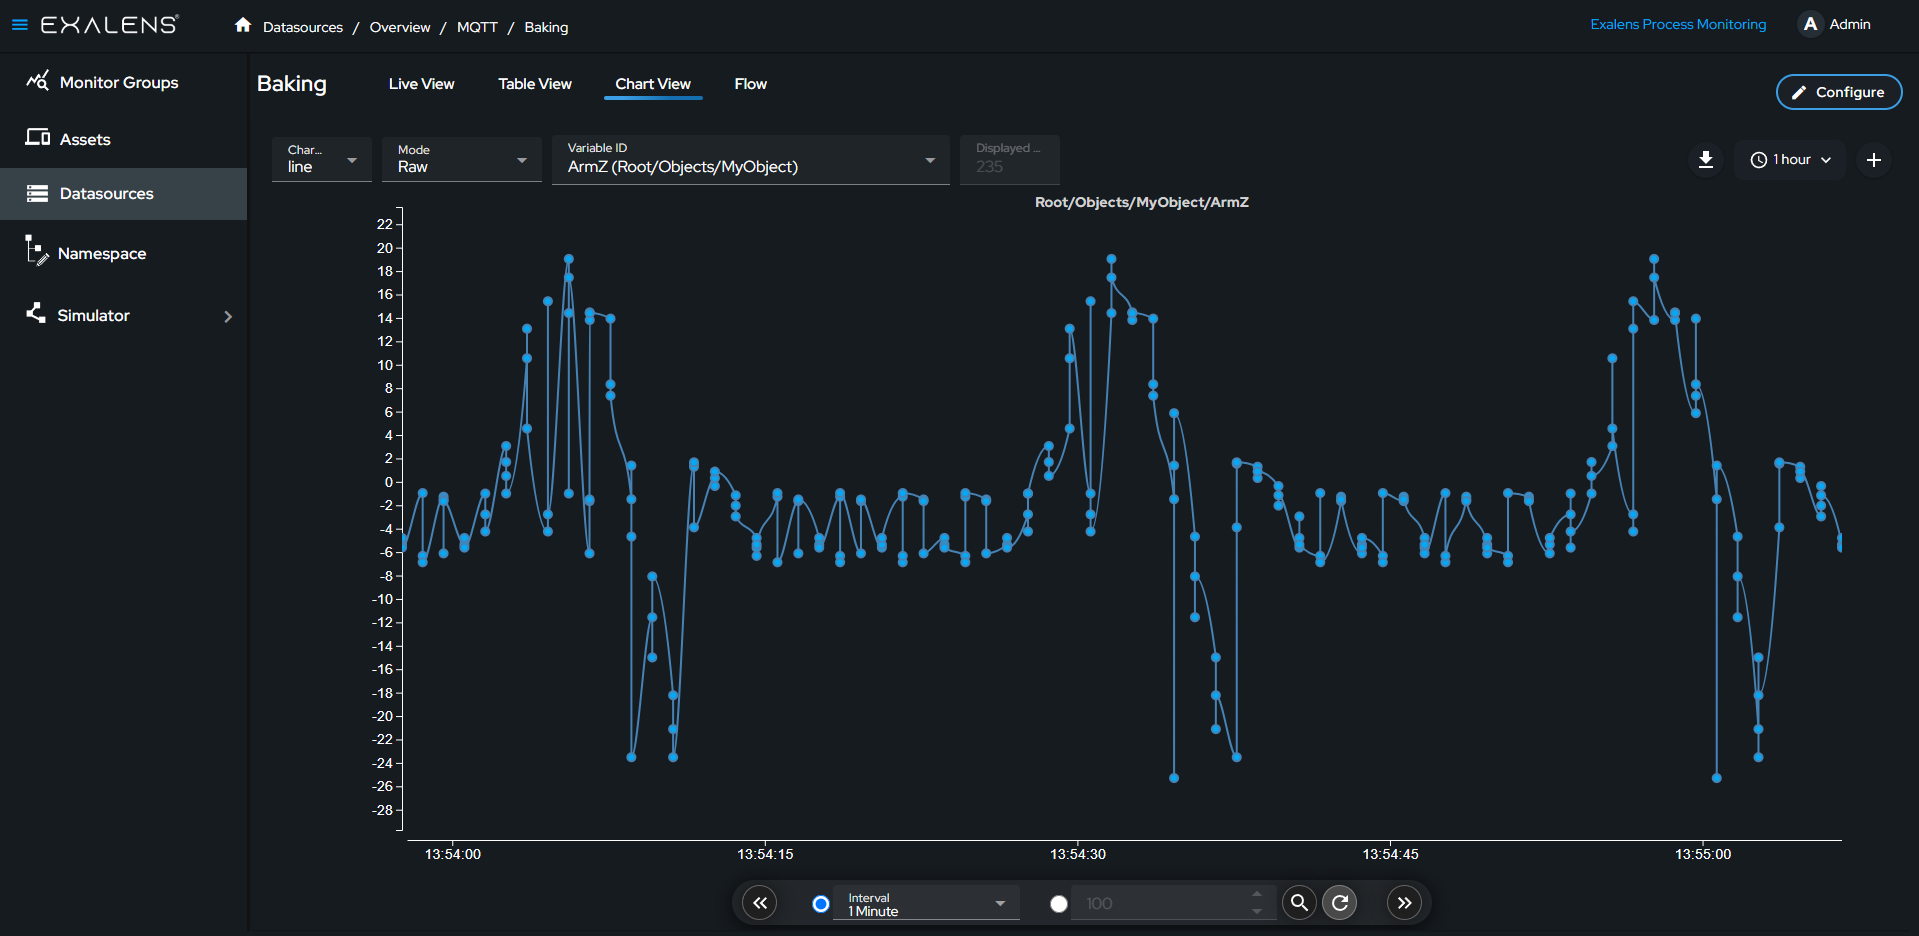 EXALENS®
Datasources / Overview / MQTT / Baking
Exalens Process Monitoring
A Admin
Monitor Groups
Assets
Datasources
Namespace
Simulator
Baking
Live View
Table View
Chart View
Flow
Configure
Char...
line
Mode
Raw
Variable ID
ArmZ (Root/Objects/MyObject)
Displayed ...
235
1 hour
Root/Objects/MyObject/ArmZ
22
20
18
16
14
12
10
8
6
4
2
0
-2
-4
-6
-8
-10
-12
-14
-16
-18
-20
-22
-24
-26
-28
13:54:00
13:54:15
13:54:30
13:54:45
13:55:00
Interval
1 Minute
100